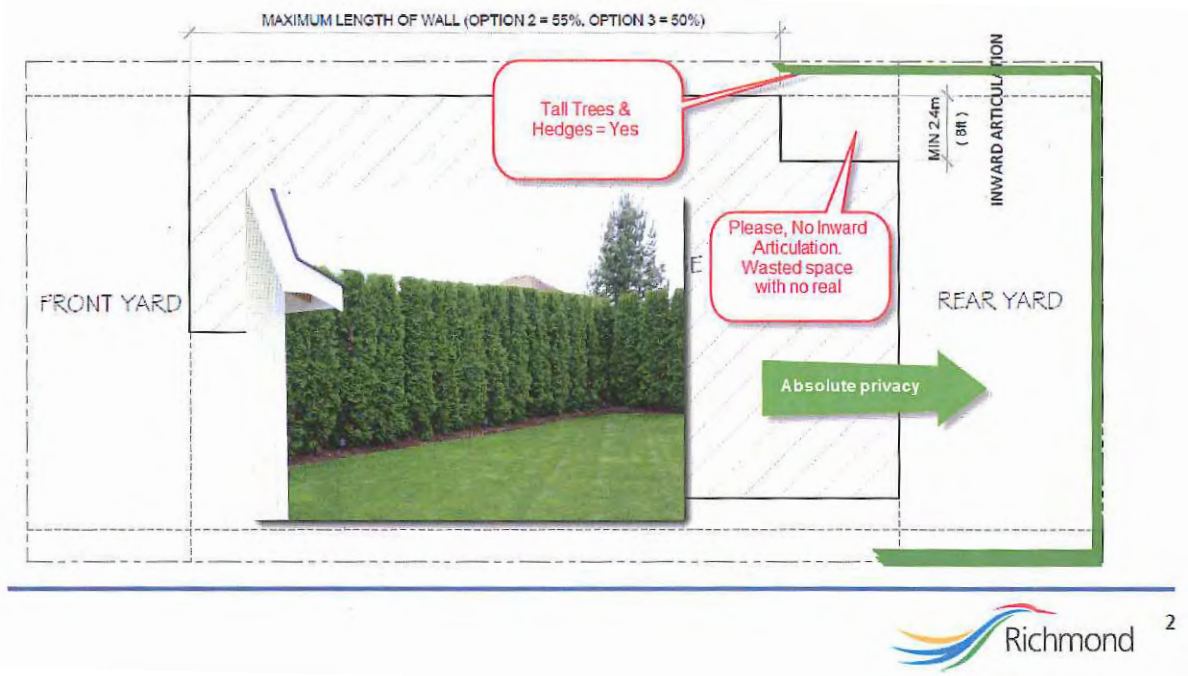 MAXIMUM LENGTH OF WALL (OPTION 2 = 55%, OPTION 3 = 50%)
Tall Trees &
Hedges = Yes
MIN 2.4m
( 8ft )
INWARD ARTICULATION
Please, No Inward
Articulation.
Wasted space
with no real
E
FRONT YARD
REAR YARD
Absolute privacy
Richmond
2